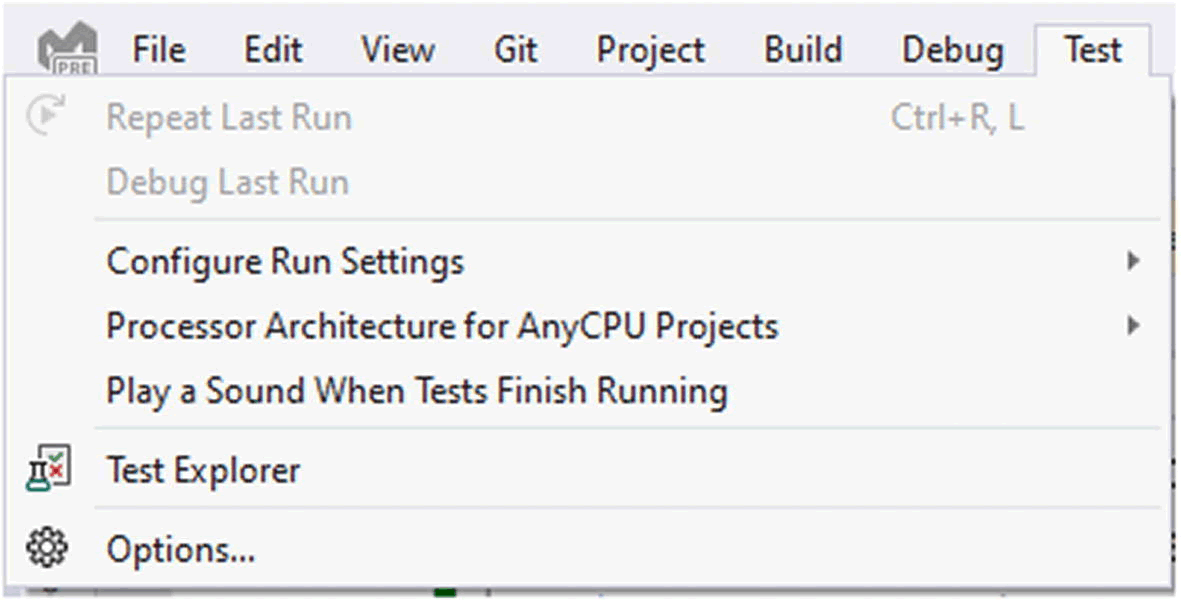 PRE File Edit View Git Project Build Debug Test
Repeat Last Run Ctrl+R, L
Debug Last Run
Configure Run Settings
Processor Architecture for AnyCPU Projects
Play a Sound When Tests Finish Running
Test Explorer
Options...